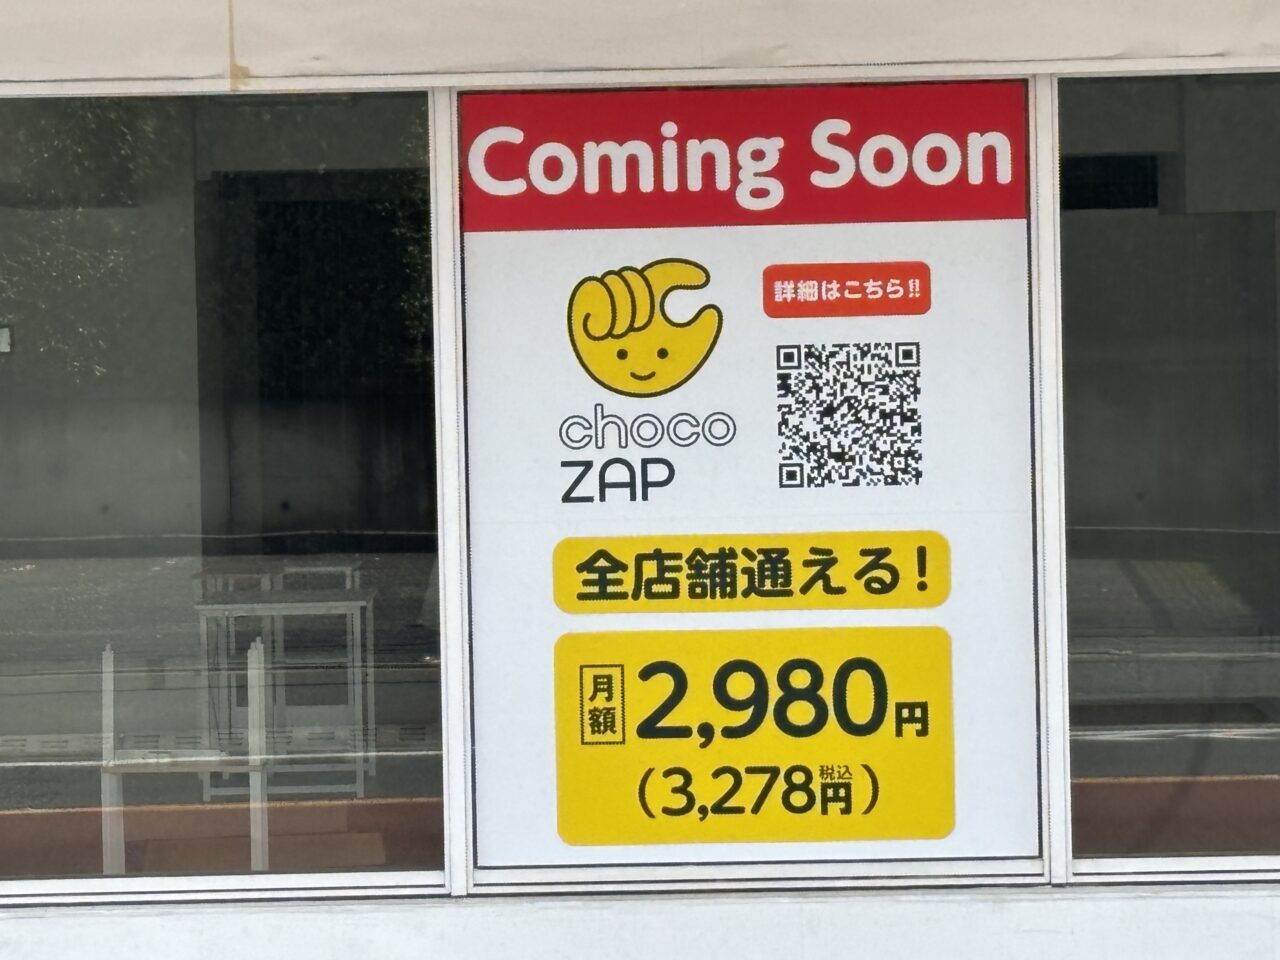 Coming Soon
詳細はこちら!!
choco
ZAP
全店舗通える!
月額 2,980円
(3,278円税込)